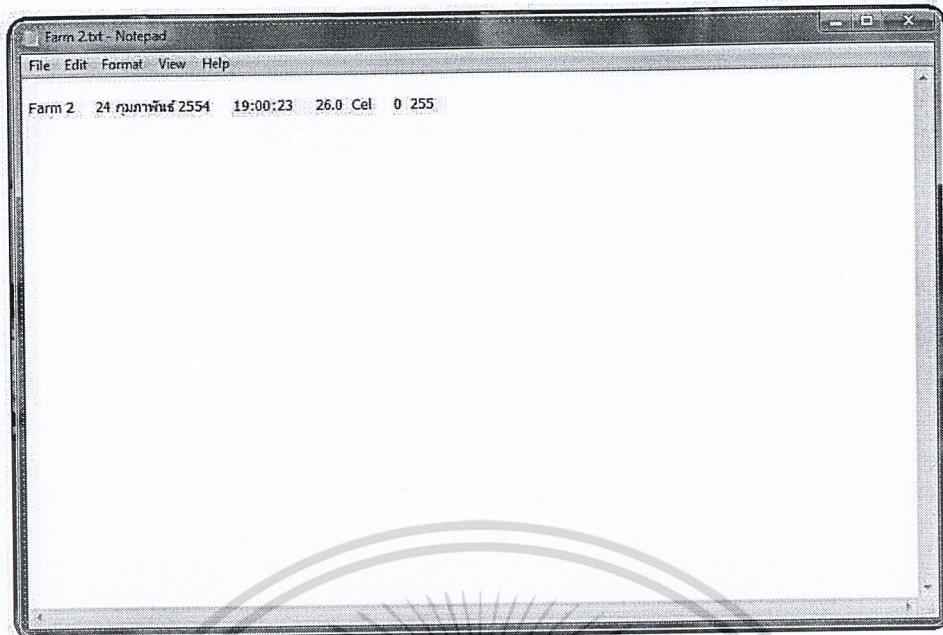 Farm 2.txt - Notepad
File Edit Format View Help
Farm 2 24 กุมภาพันธ์ 2554 19:00:23 26.0 Cel 0 255